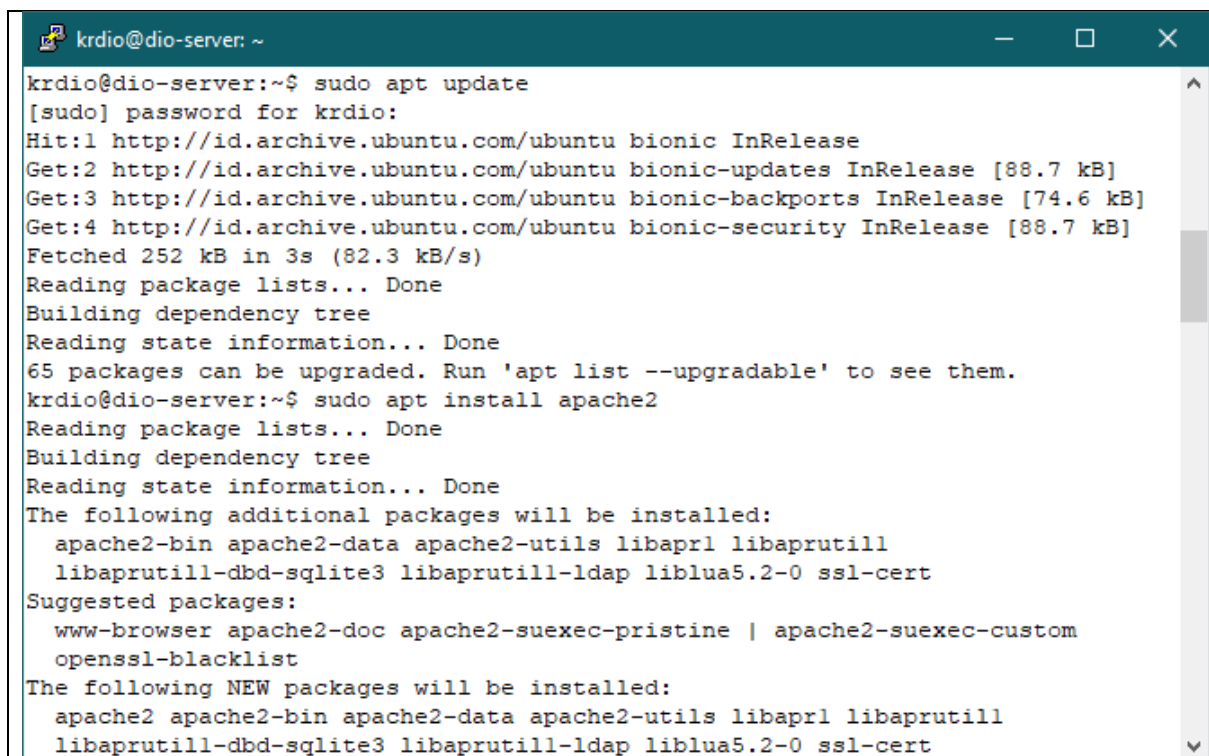 krdio@dio-server: ~
krdio@dio-server:~$ sudo apt update
[sudo] password for krdio:
Hit:1 http://id.archive.ubuntu.com/ubuntu bionic InRelease
Get:2 http://id.archive.ubuntu.com/ubuntu bionic-updates InRelease [88.7 kB]
Get:3 http://id.archive.ubuntu.com/ubuntu bionic-backports InRelease [74.6 kB]
Get:4 http://id.archive.ubuntu.com/ubuntu bionic-security InRelease [88.7 kB]
Fetched 252 kB in 3s (82.3 kB/s)
Reading package lists... Done
Building dependency tree
Reading state information... Done
65 packages can be upgraded. Run 'apt list --upgradable' to see them.
krdio@dio-server:~$ sudo apt install apache2
Reading package lists... Done
Building dependency tree
Reading state information... Done
The following additional packages will be installed:
  apache2-bin apache2-data apache2-utils libapr1 libaprutil1
  libaprutil1-dbd-sqlite3 libaprutil1-ldap liblua5.2-0 ssl-cert
Suggested packages:
  www-browser apache2-doc apache2-suexec-pristine | apache2-suexec-custom
  openssl-blacklist
The following NEW packages will be installed:
  apache2 apache2-bin apache2-data apache2-utils libapr1 libaprutil1
  libaprutil1-dbd-sqlite3 libaprutil1-ldap liblua5.2-0 ssl-cert